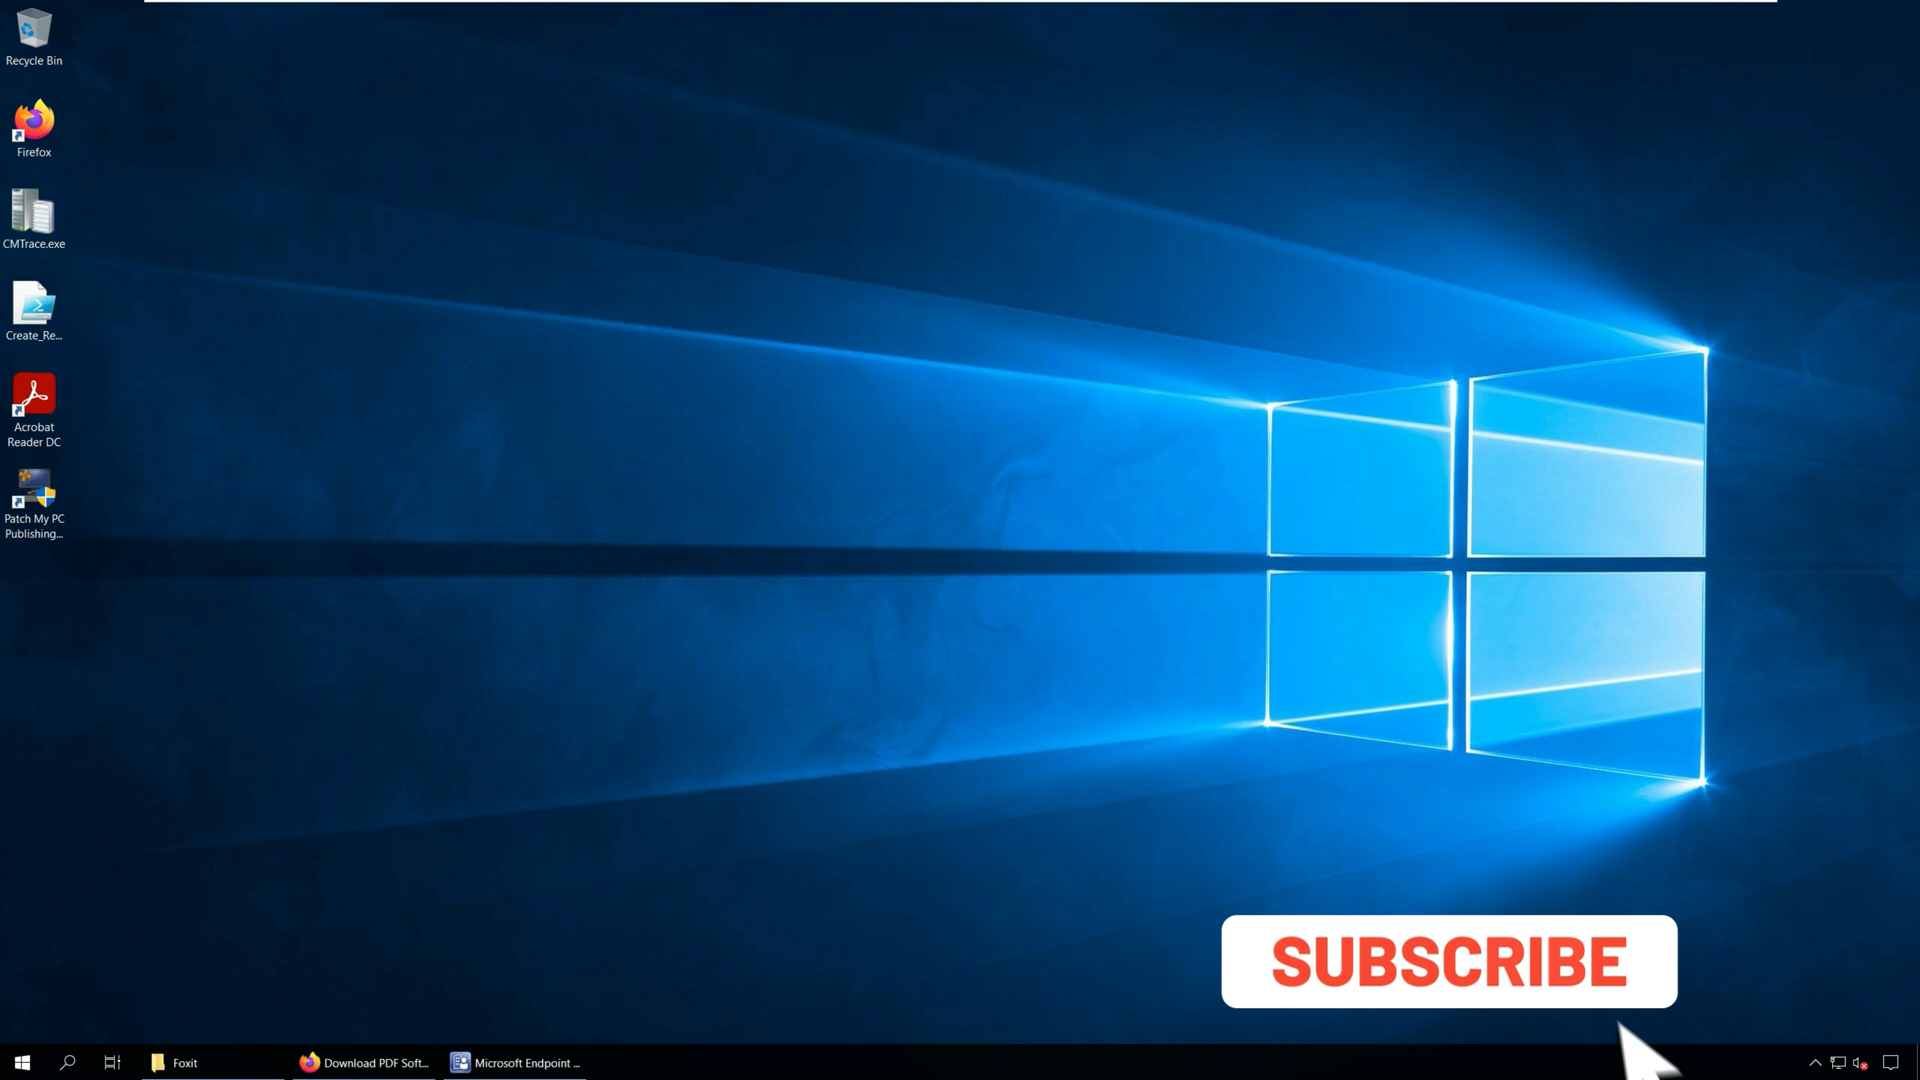 Recycle Bin
Firefox
CMTrace.exe
Create_Re...
Acrobat
Reader DC
Patch My PC
Publishing...
SUBSCRIBE
Foxit
Download PDF Soft...
Microsoft Endpoint ...